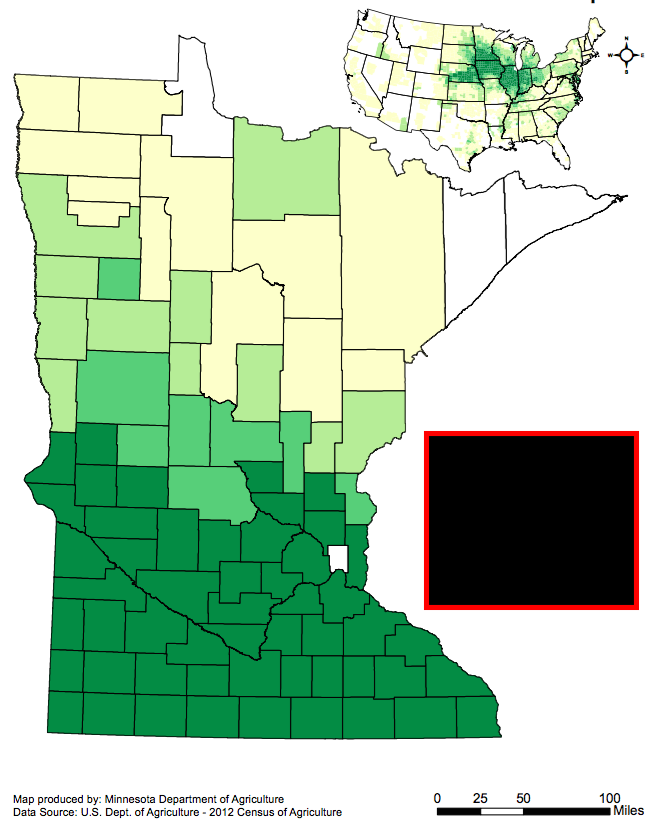 N
W E
S
Map produced by: Minnesota Department of Agriculture
Data Source: U.S. Dept. of Agriculture - 2012 Census of Agriculture
0 25 50 100
Miles